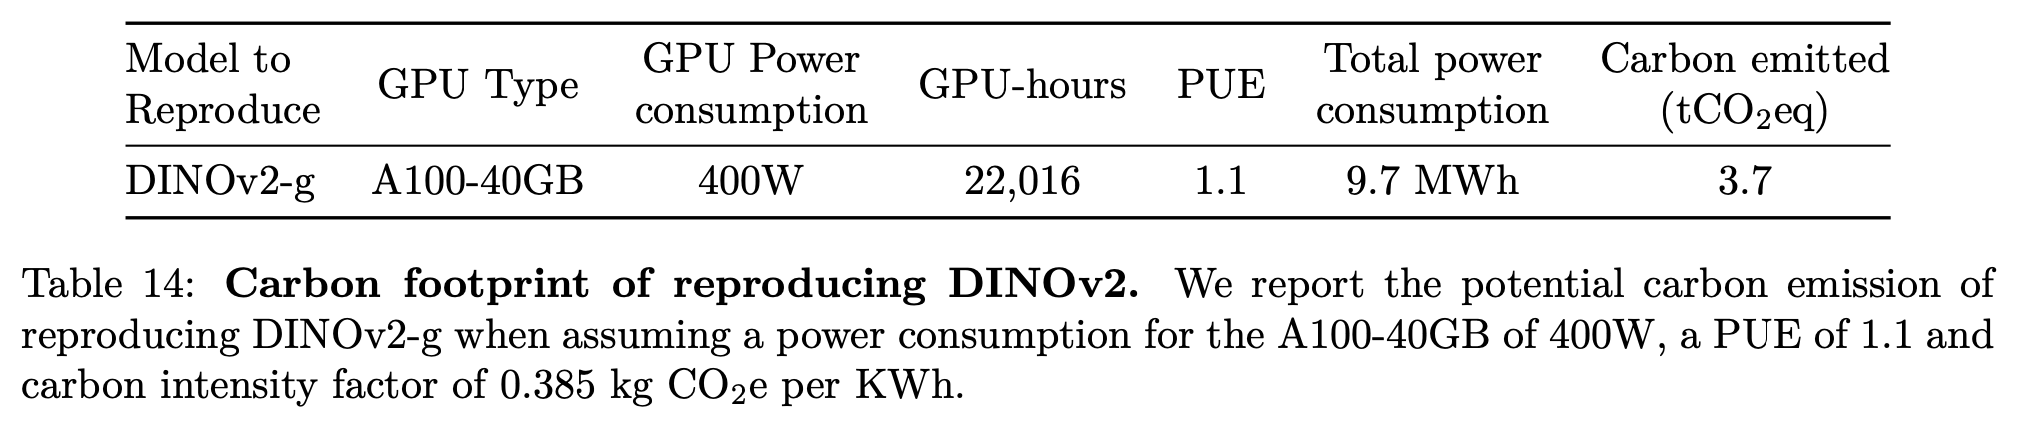 Model to Reproduce GPU Type GPU Power consumption GPU-hours PUE Total power consumption Carbon emitted (tCO₂eq)
DINOv2-g A100-40GB 400W 22,016 1.1 9.7 MWh 3.7
Table 14: Carbon footprint of reproducing DINOv2. We report the potential carbon emission of
reproducing DINOv2-g when assuming a power consumption for the A100-40GB of 400W, a PUE of 1.1 and
carbon intensity factor of 0.385 kg CO₂e per KWh.